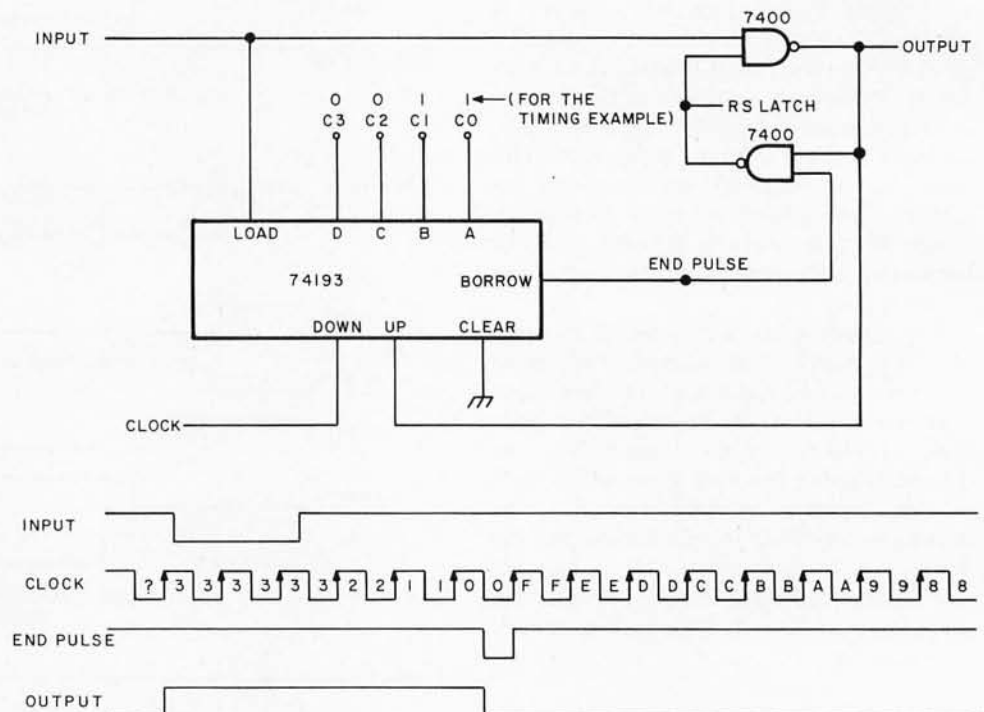 7400
INPUT
OUTPUT
0 0 1 1 ← (FOR THE
C3 C2 C1 C0 TIMING EXAMPLE)
RS LATCH
7400
LOAD D C B A
END PULSE
74193 BORROW
DOWN UP CLEAR
CLOCK
INPUT
CLOCK ? 3 3 3 3 3 2 2 1 1 0 0 F F E E D D C C B B A A 9 9 8 8
END PULSE
OUTPUT